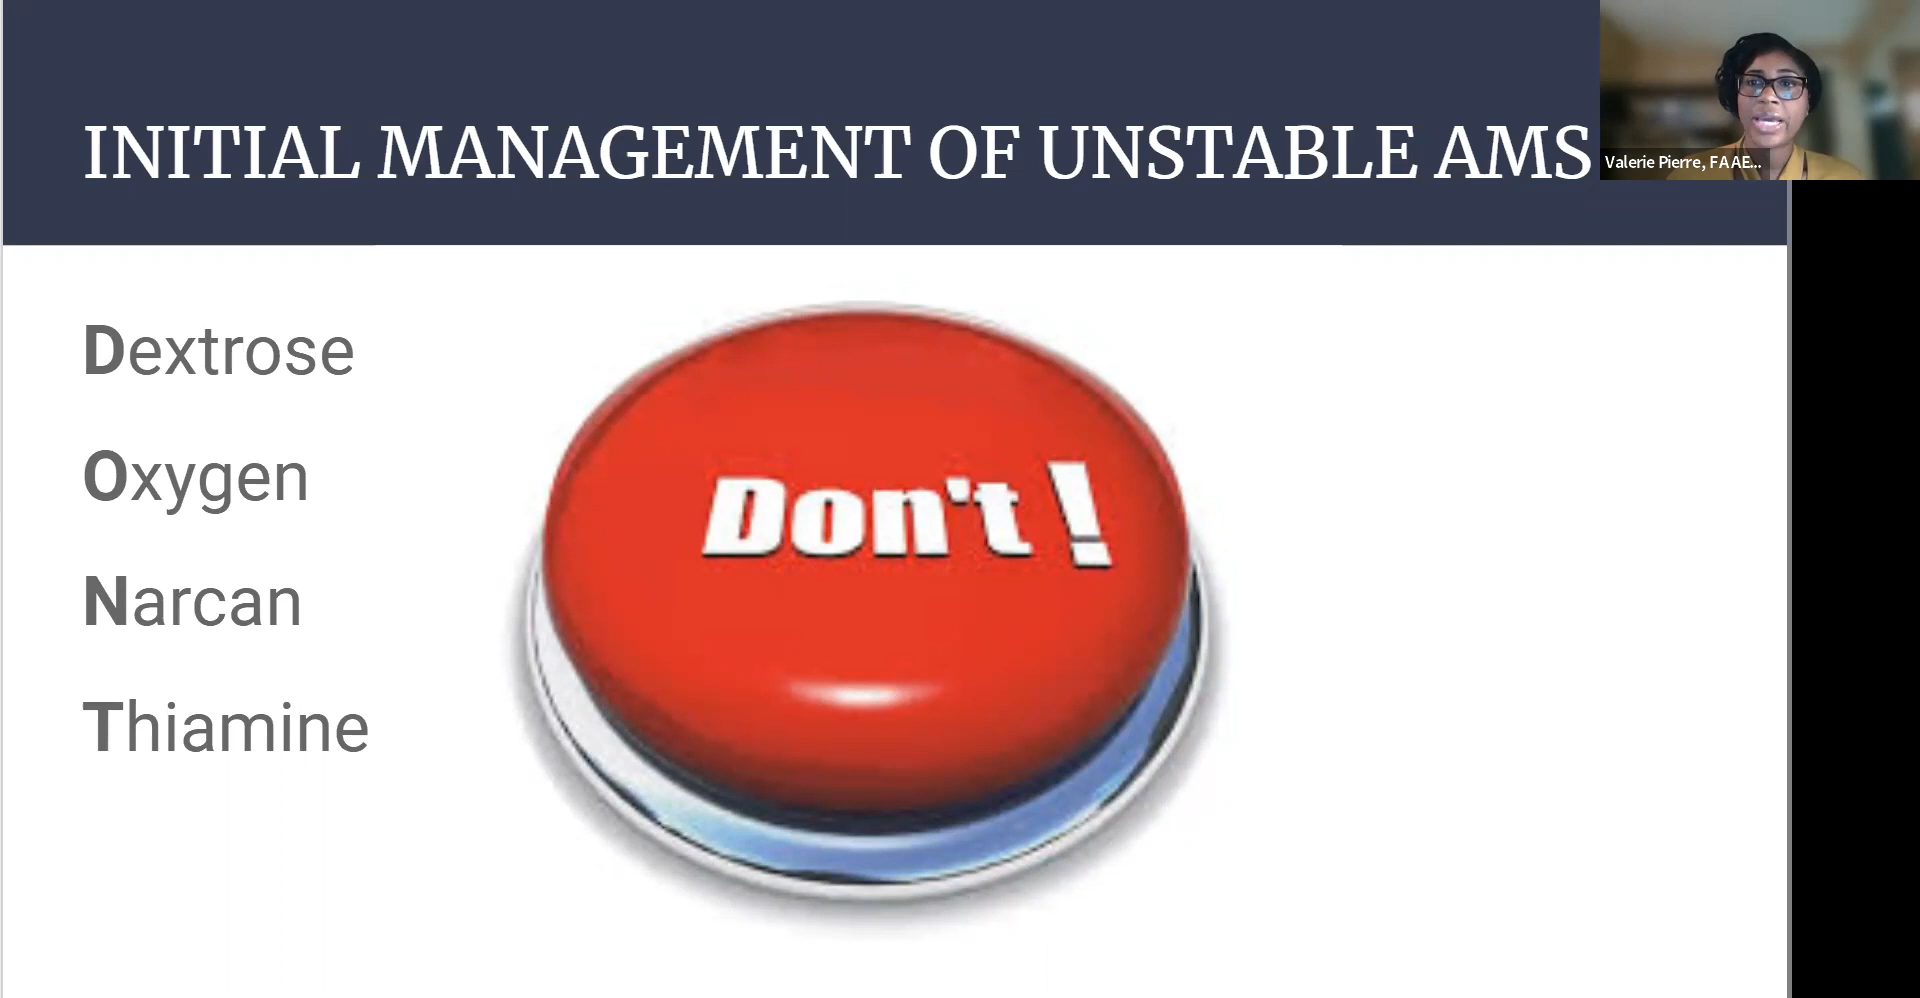 INITIAL MANAGEMENT OF UNSTABLE AMS
Valerie Pierre, FAAE...
Dextrose
Oxygen
Narcan
Thiamine
Don't !